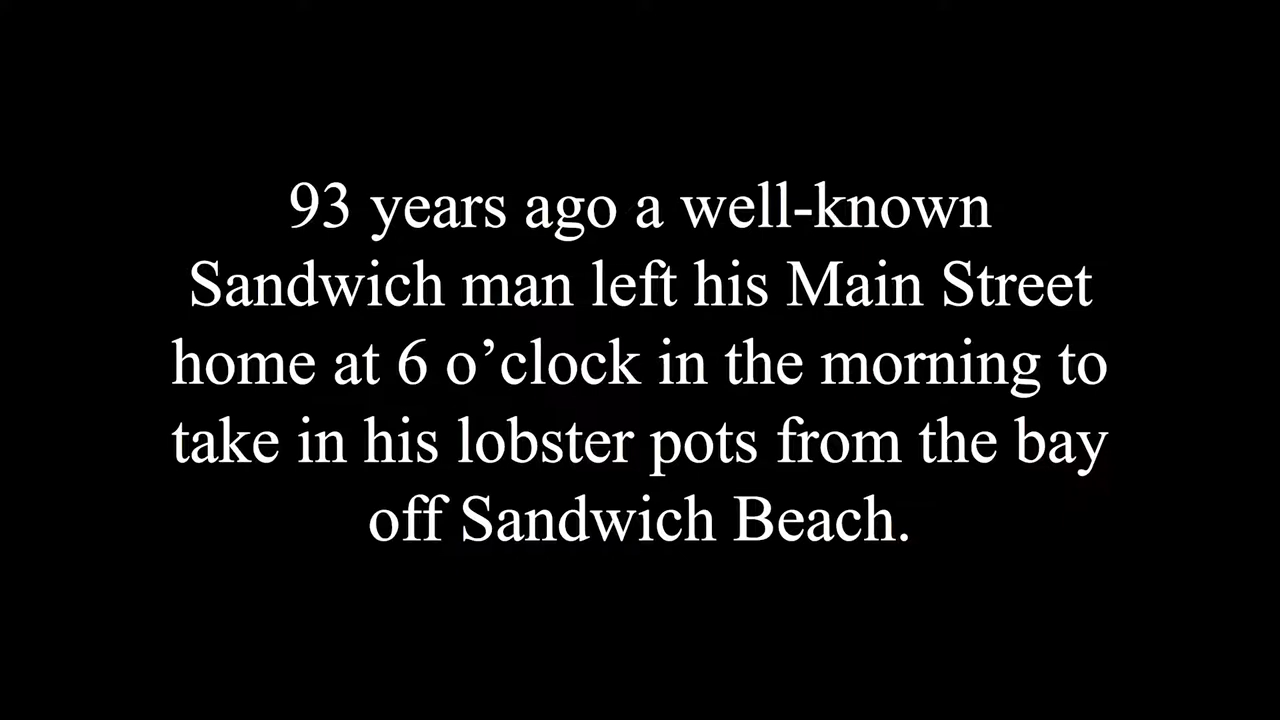 93 years ago a well-known
Sandwich man left his Main Street
home at 6 o’clock in the morning to
take in his lobster pots from the bay
off Sandwich Beach.